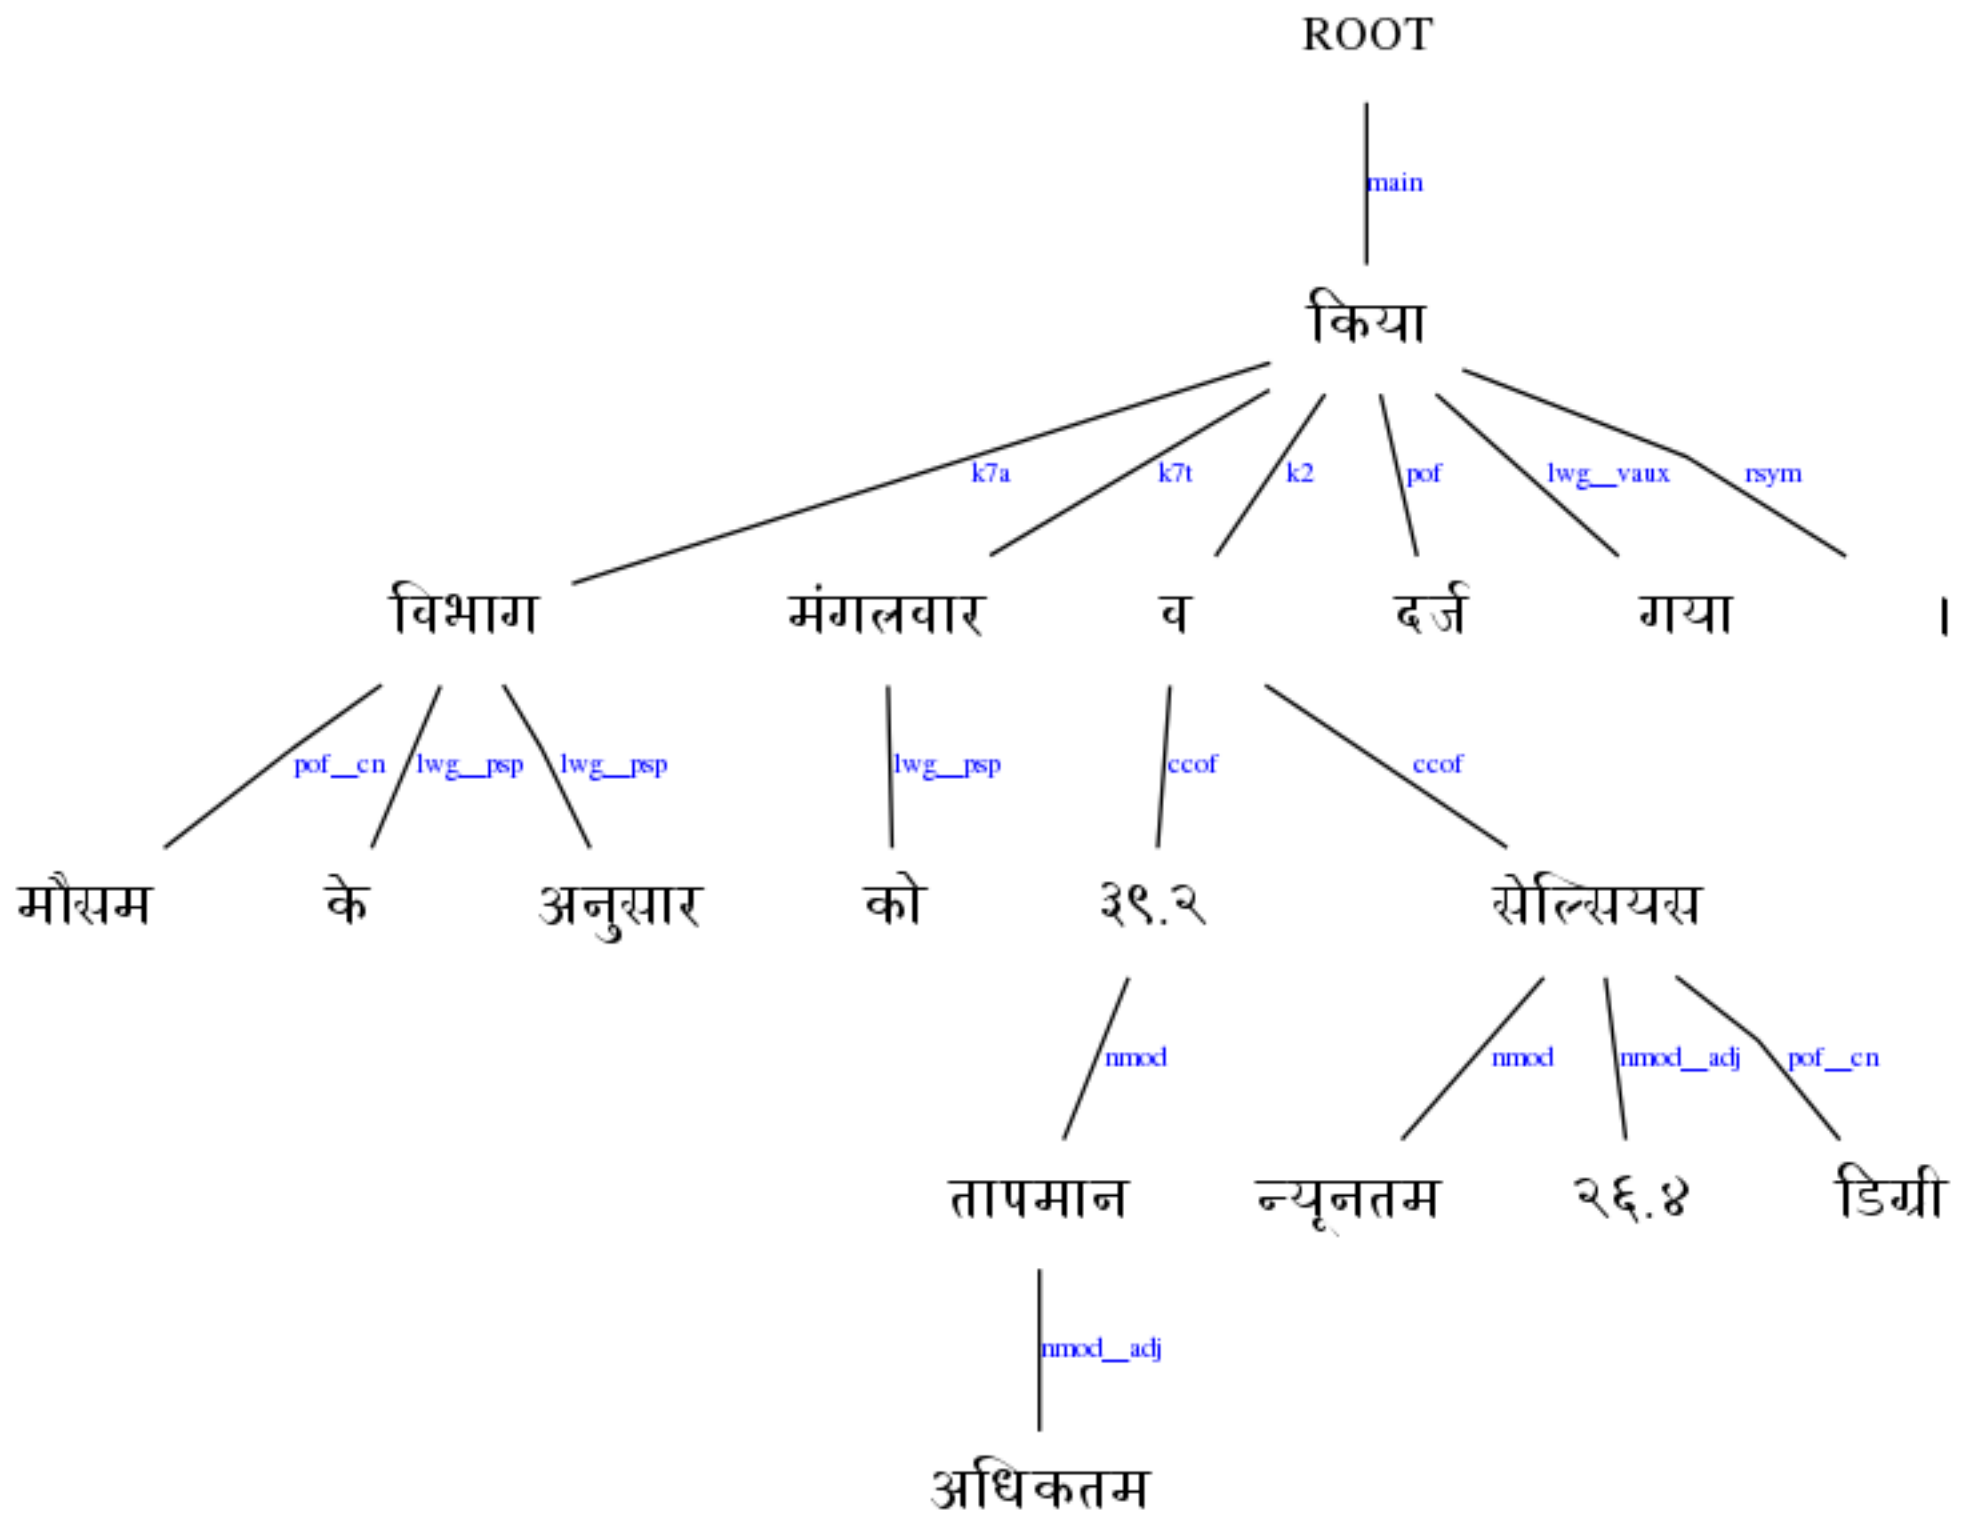 ROOT
main
किया
k7a k7t k2 pof lwg__vaux rsym
विभाग मंगलवार व दर्ज गया ।
pof__cn lwg__psp lwg__psp lwg__psp ccof ccof
मौसम के अनुसार को ३९.२ सेल्सियस
nmod nmod nmod__adj pof__cn
तापमान न्यूनतम २६.४ डिग्री
nmod__adj
अधिकतम